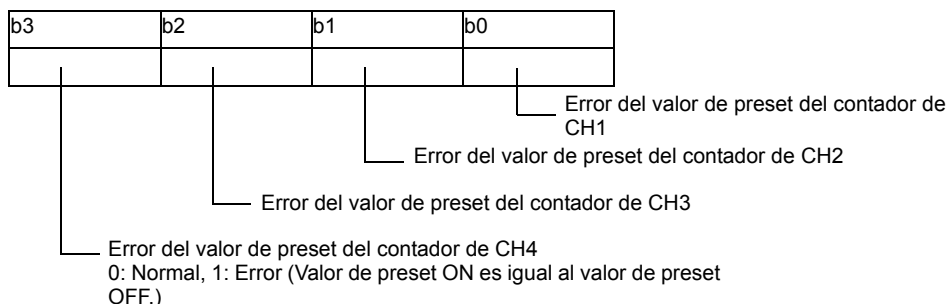 b3 b2 b1 b0
Error del valor de preset del contador de
CH1
Error del valor de preset del contador de CH2
Error del valor de preset del contador de CH3
Error del valor de preset del contador de CH4
0: Normal, 1: Error (Valor de preset ON es igual al valor de preset
OFF.)